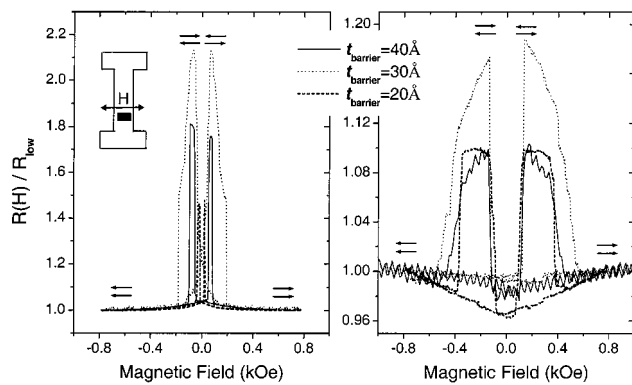 R(H) / R_low
2.2
2.0
1.8
1.6
1.4
1.2
1.0
-0.8 -0.4 0.0 0.4 0.8
Magnetic Field (kOe)
H
t_barrier=40Å
t_barrier=30Å
t_barrier=20Å
1.20
1.16
1.12
1.08
1.04
1.00
0.96
-0.8 -0.4 0.0 0.4 0.8
Magnetic Field (kOe)